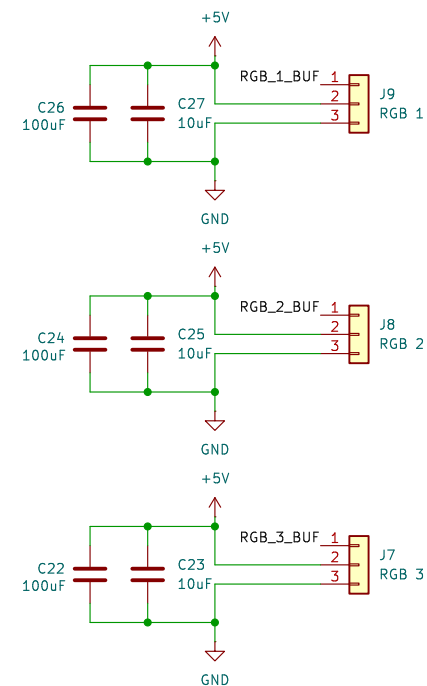 +5V
RGB_1_BUF 1
2
3
J9
RGB 1
C26
100uF
C27
10uF
GND
+5V
RGB_2_BUF 1
2
3
J8
RGB 2
C24
100uF
C25
10uF
GND
+5V
RGB_3_BUF 1
2
3
J7
RGB 3
C22
100uF
C23
10uF
GND